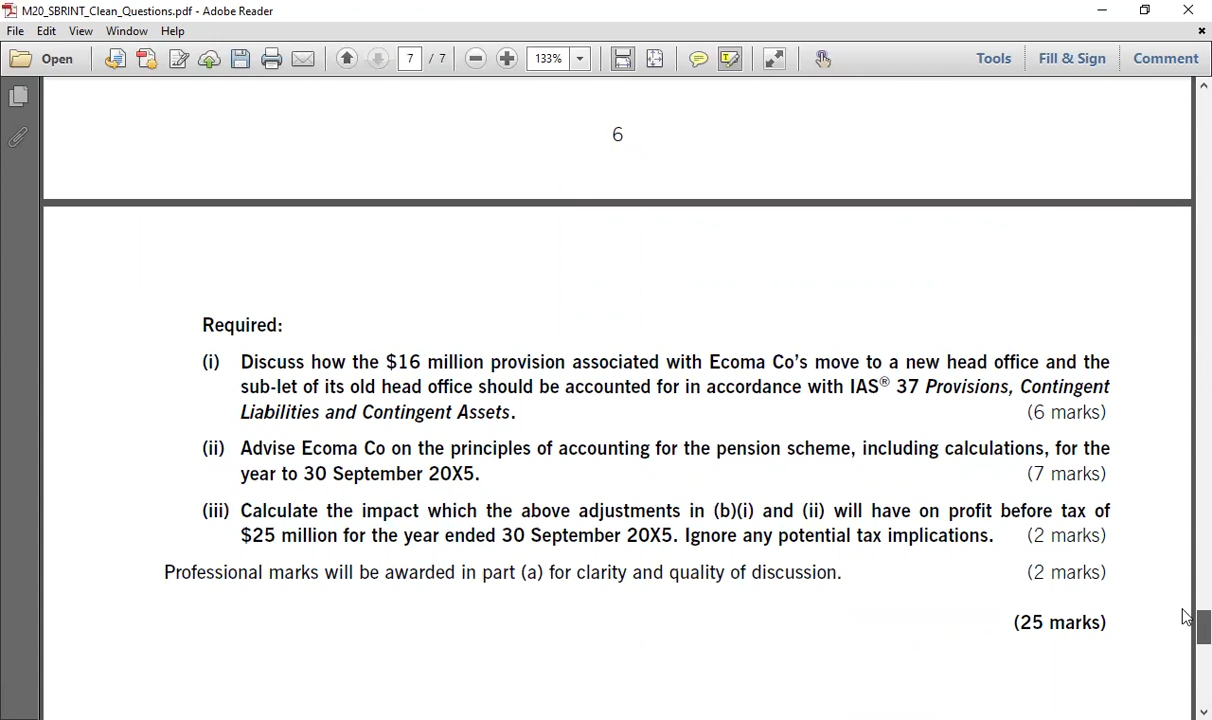 M20_SBRINT_Clean_Questions.pdf - Adobe Reader
File Edit View Window Help
Open 7 / 7 133% Tools Fill & Sign Comment
6
Required:
(i) Discuss how the $16 million provision associated with Ecoma Co's move to a new head office and the
sub-let of its old head office should be accounted for in accordance with IAS® 37 Provisions, Contingent
Liabilities and Contingent Assets. (6 marks)
(ii) Advise Ecoma Co on the principles of accounting for the pension scheme, including calculations, for the
year to 30 September 20X5. (7 marks)
(iii) Calculate the impact which the above adjustments in (b)(i) and (ii) will have on profit before tax of
$25 million for the year ended 30 September 20X5. Ignore any potential tax implications. (2 marks)
Professional marks will be awarded in part (a) for clarity and quality of discussion. (2 marks)
(25 marks)